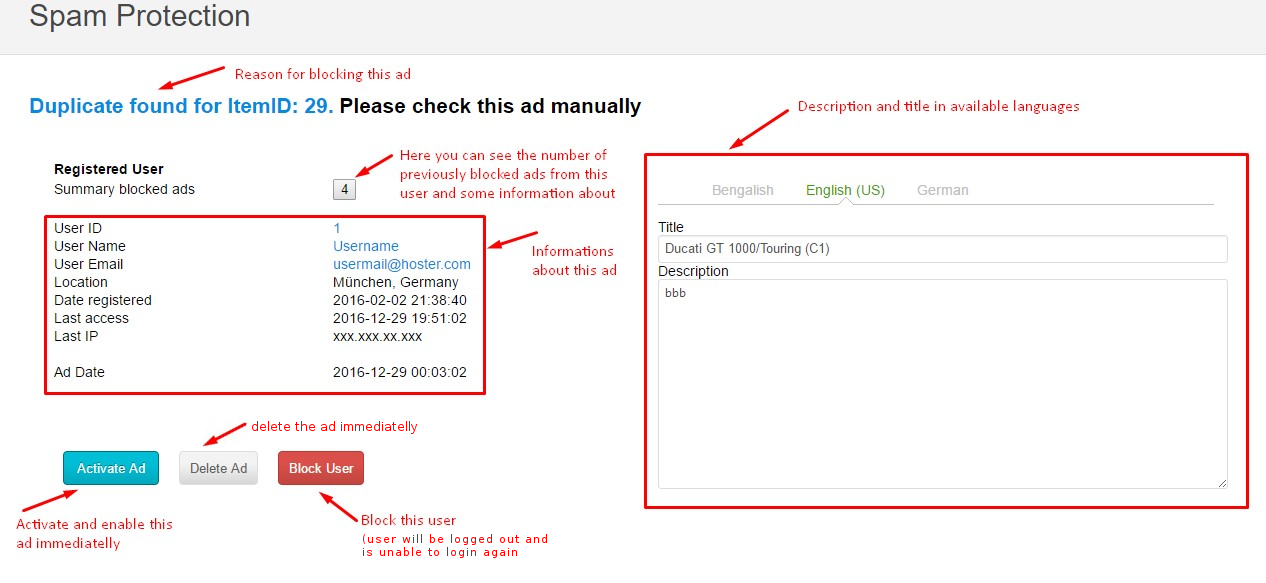 Spam Protection
Reason for blocking this ad
Duplicate found for ItemID: 29. Please check this ad manually
Description and title in available languages
Registered User
Summary blocked ads 4
Here you can see the number of
previously blocked ads from this
user and some information about
User ID 1
User Name Username
User Email usermail@hoster.com
Location München, Germany
Date registered 2016-02-02 21:38:40
Last access 2016-12-29 19:51:02
Last IP xxx.xxx.xx.xxx
Ad Date 2016-12-29 00:03:02
Informations
about this ad
Bengalish English (US) German
Title
Ducati GT 1000/Touring (C1)
Description
bbb
delete the ad immediatelly
Activate Ad Delete Ad Block User
Activate and enable this
ad immediatelly
Block this user
(user will be logged out and
is unable to login again